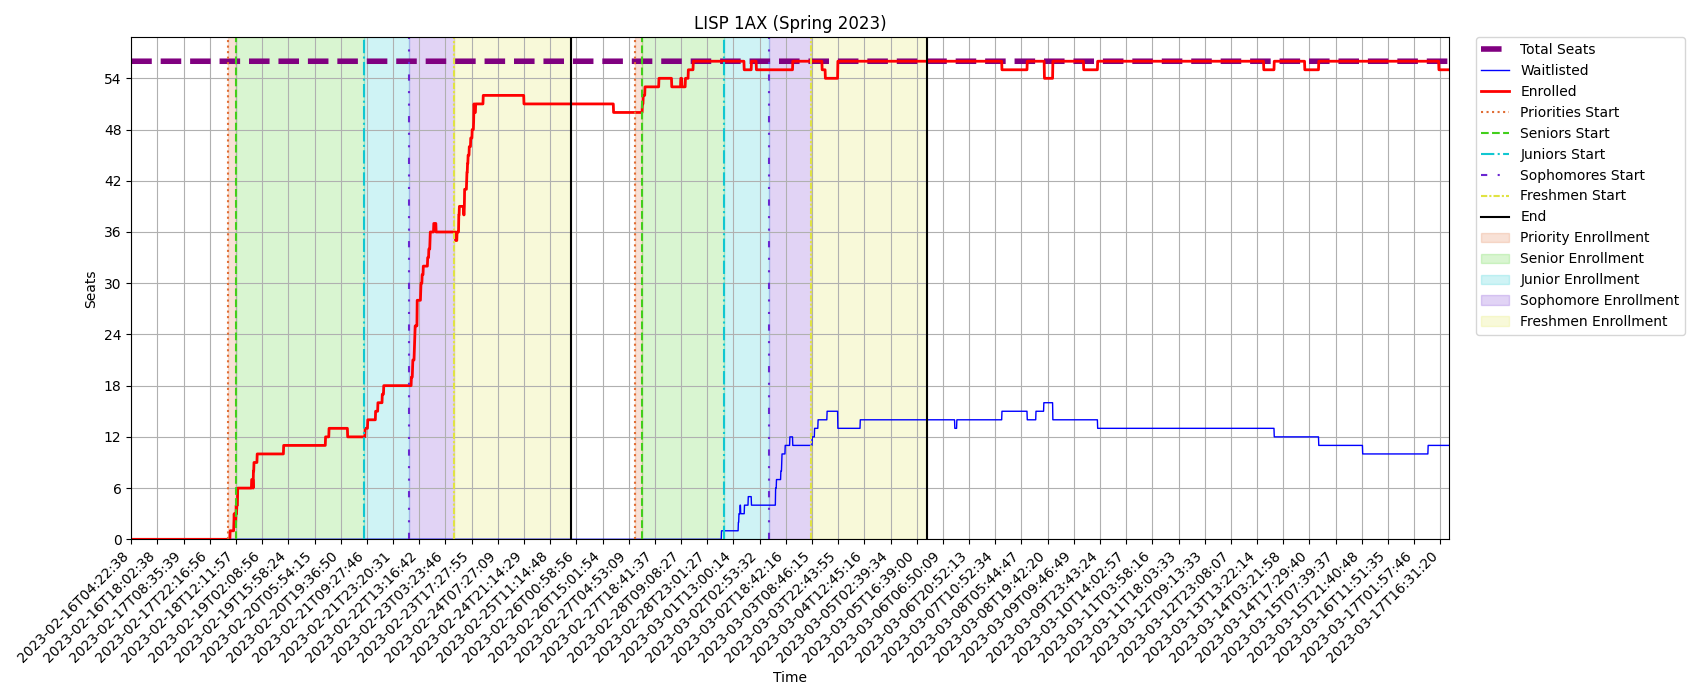 LISP 1AX (Spring 2023)
Seats
54
48
42
36
30
24
18
12
6
0
2023-02-16T04:22:38
2023-02-16T18:02:38
2023-02-17T08:35:39
2023-02-17T22:16:56
2023-02-18T12:11:57
2023-02-19T02:08:56
2023-02-19T15:58:24
2023-02-20T05:54:15
2023-02-20T19:36:50
2023-02-21T09:27:46
2023-02-21T23:20:31
2023-02-22T13:16:42
2023-02-23T03:23:46
2023-02-23T17:27:55
2023-02-24T07:27:09
2023-02-24T21:14:29
2023-02-25T11:14:48
2023-02-26T00:58:56
2023-02-26T15:01:54
2023-02-27T04:53:09
2023-02-27T18:41:37
2023-02-28T09:08:27
2023-02-28T23:01:27
2023-03-01T13:00:14
2023-03-02T02:53:32
2023-03-02T18:42:16
2023-03-03T08:46:15
2023-03-03T22:43:55
2023-03-04T12:45:16
2023-03-05T02:39:34
2023-03-05T16:39:00
2023-03-06T06:50:09
2023-03-06T20:52:13
2023-03-07T10:52:34
2023-03-08T05:44:47
2023-03-08T19:42:20
2023-03-09T09:46:49
2023-03-09T23:43:24
2023-03-10T14:02:57
2023-03-11T03:58:16
2023-03-11T18:03:33
2023-03-12T09:13:33
2023-03-12T23:08:07
2023-03-13T13:22:14
2023-03-14T03:21:58
2023-03-14T17:29:40
2023-03-15T07:39:37
2023-03-15T21:40:48
2023-03-16T11:51:35
2023-03-17T01:57:46
2023-03-17T16:31:20
Time
Total Seats
Waitlisted
Enrolled
Priorities Start
Seniors Start
Juniors Start
Sophomores Start
Freshmen Start
End
Priority Enrollment
Senior Enrollment
Junior Enrollment
Sophomore Enrollment
Freshmen Enrollment